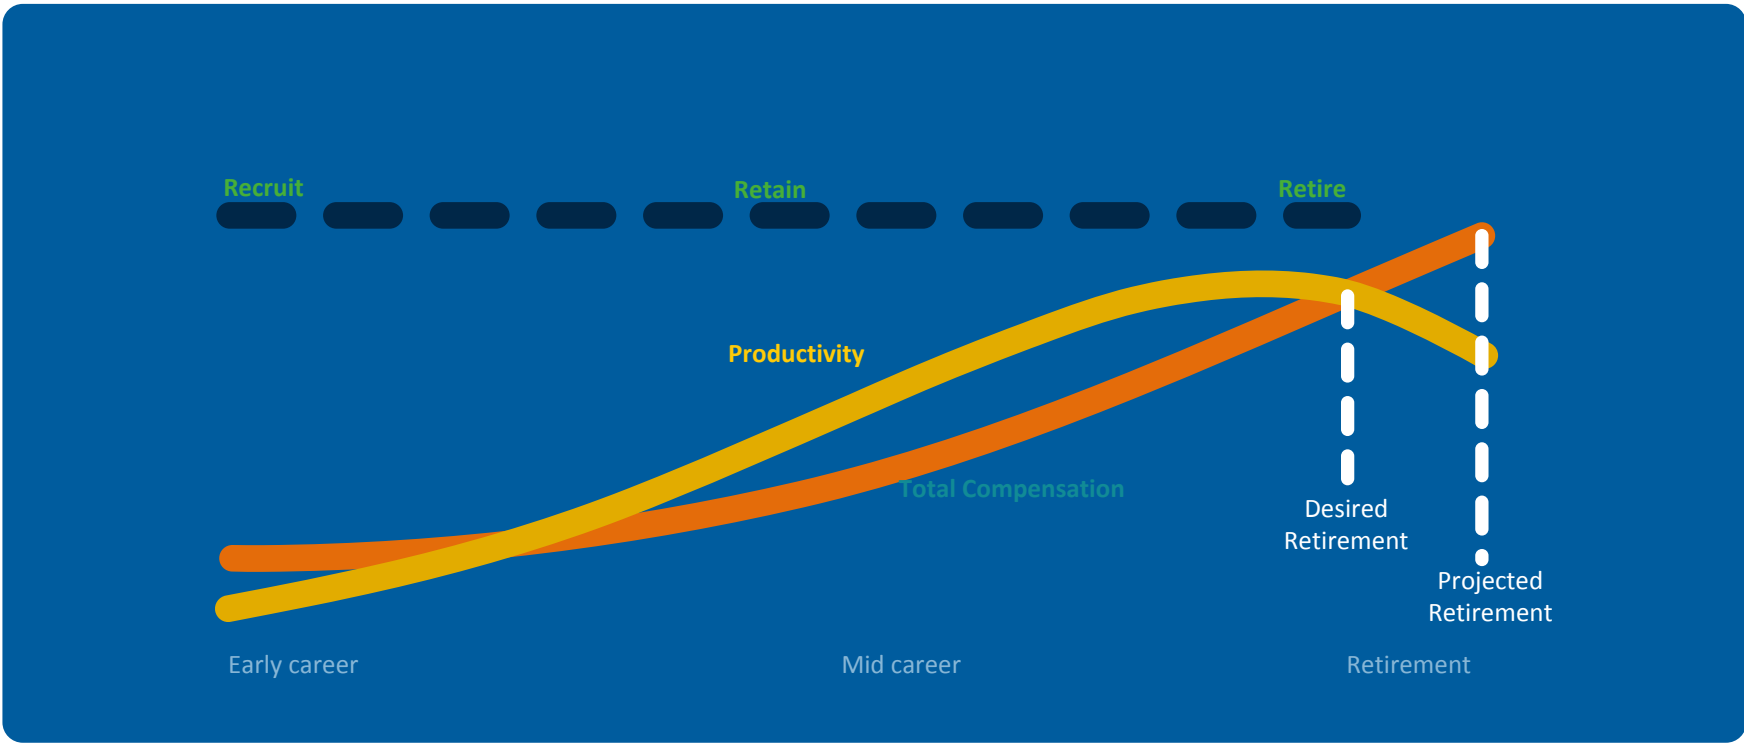 Recruit
Retain
Retire
Productivity
Total Compensation
Desired
Retirement
Projected
Retirement
Early career
Mid career
Retirement